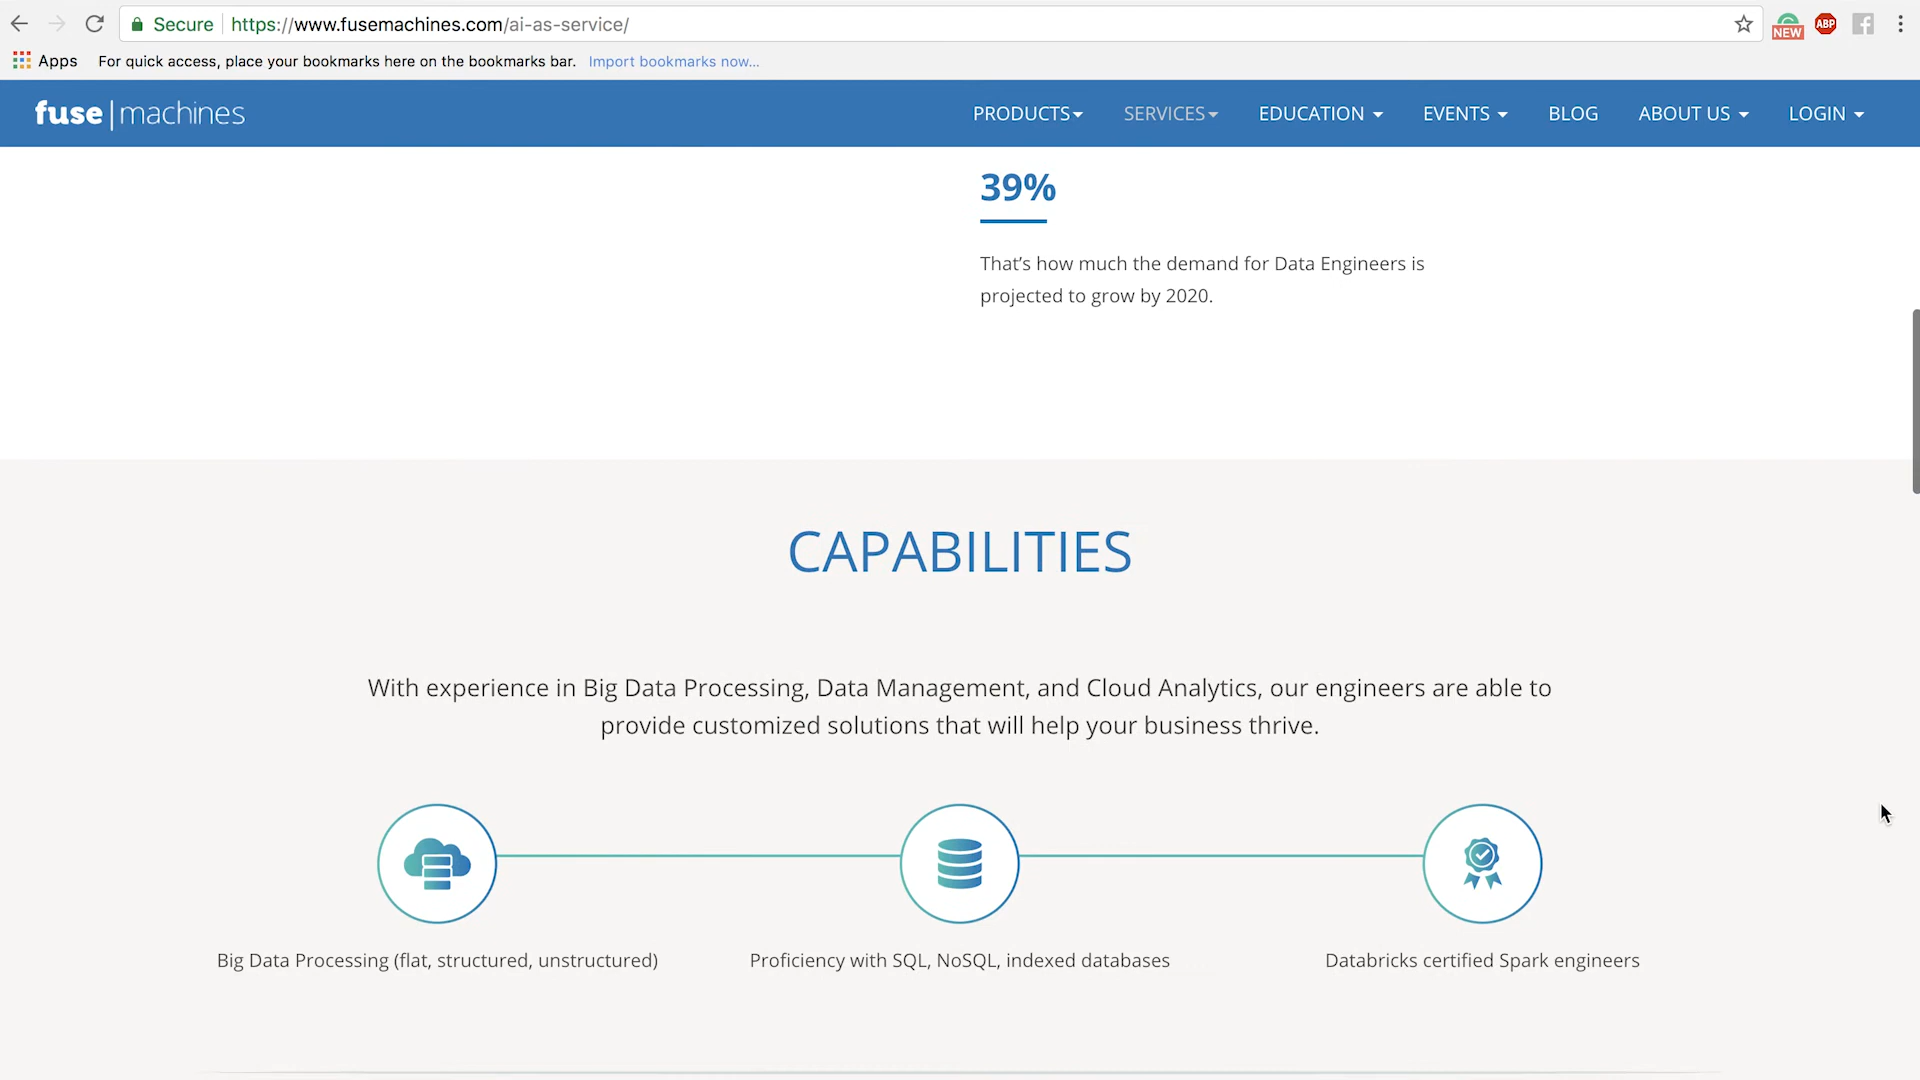 Secure https://www.fusemachines.com/ai-as-service/
NEW
ABP
Apps For quick access, place your bookmarks here on the bookmarks bar. Import bookmarks now...
fuse|machines
PRODUCTS SERVICES EDUCATION EVENTS BLOG ABOUT US LOGIN
39%
That's how much the demand for Data Engineers is
projected to grow by 2020.
CAPABILITIES
With experience in Big Data Processing, Data Management, and Cloud Analytics, our engineers are able to
provide customized solutions that will help your business thrive.
Big Data Processing (flat, structured, unstructured)
Proficiency with SQL, NoSQL, indexed databases
Databricks certified Spark engineers